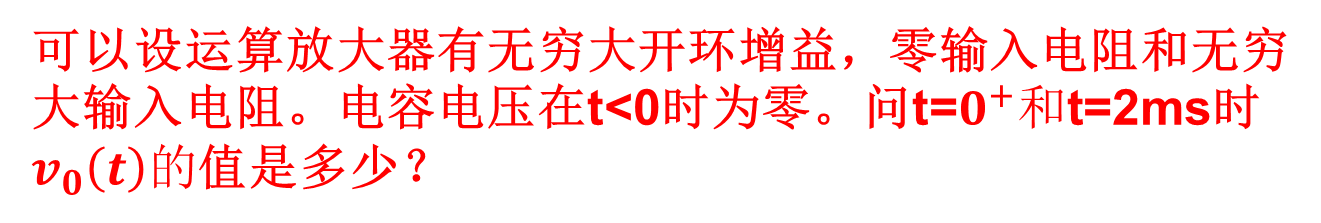 可以设运算放大器有无穷大开环增益，零输入电阻和无穷
大输入电阻。电容电压在t<0时为零。问t=0⁺和t=2ms时
v₀(t)的值是多少？